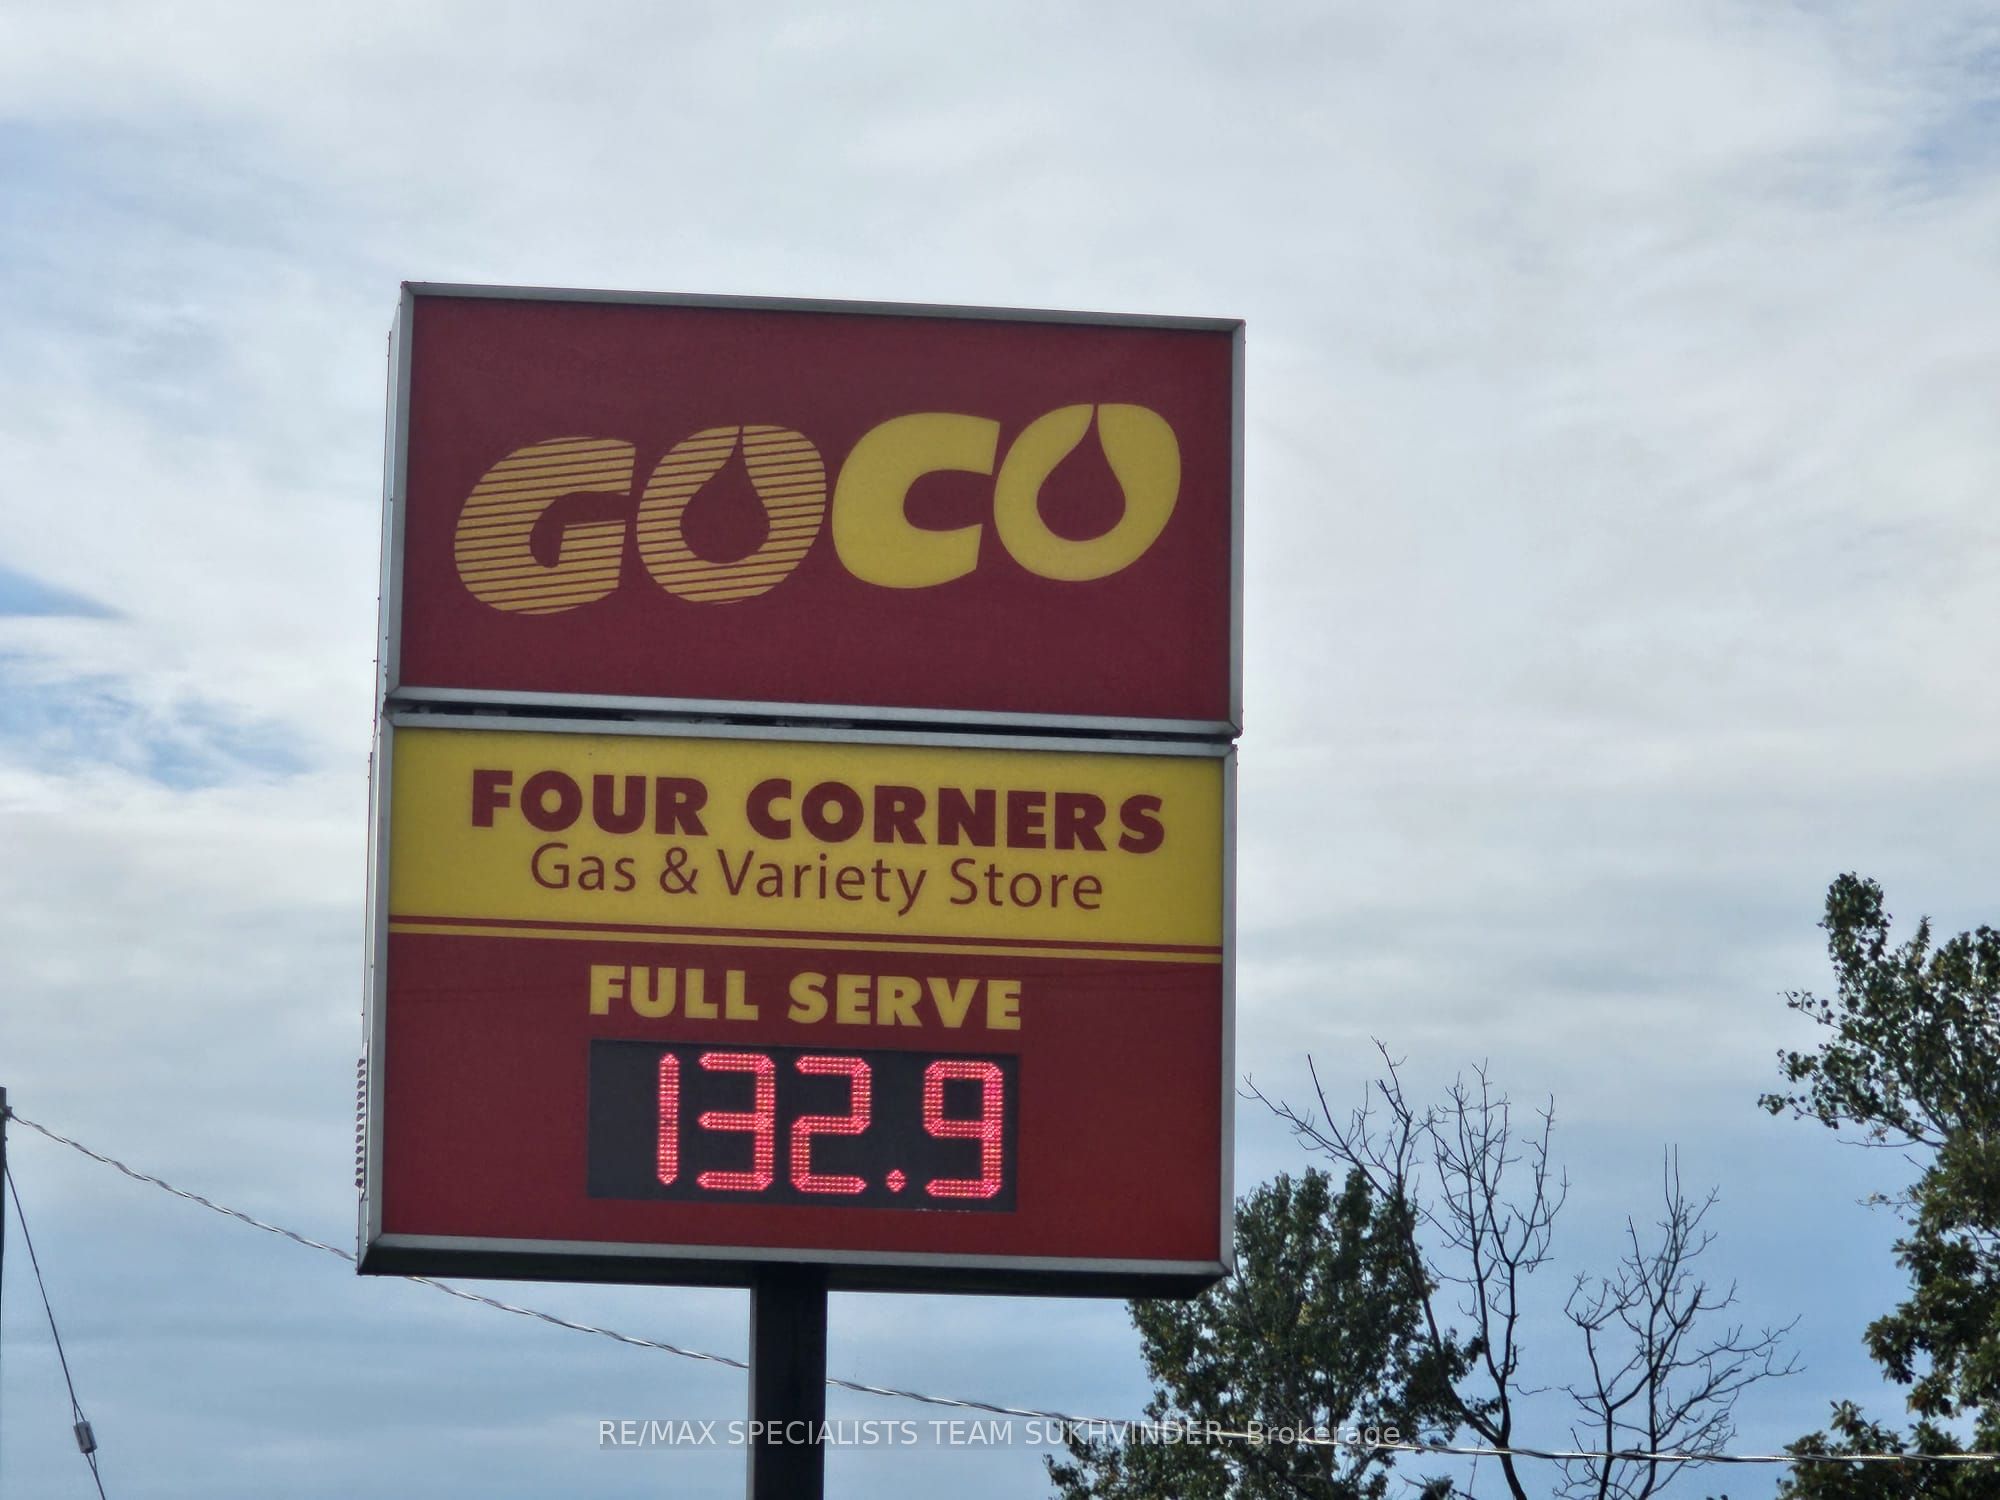 GOCO
FOUR CORNERS
Gas & Variety Store
FULL SERVE
132.9
RE/MAX SPECIALISTS TEAM SUKHVINDER, Brokerage